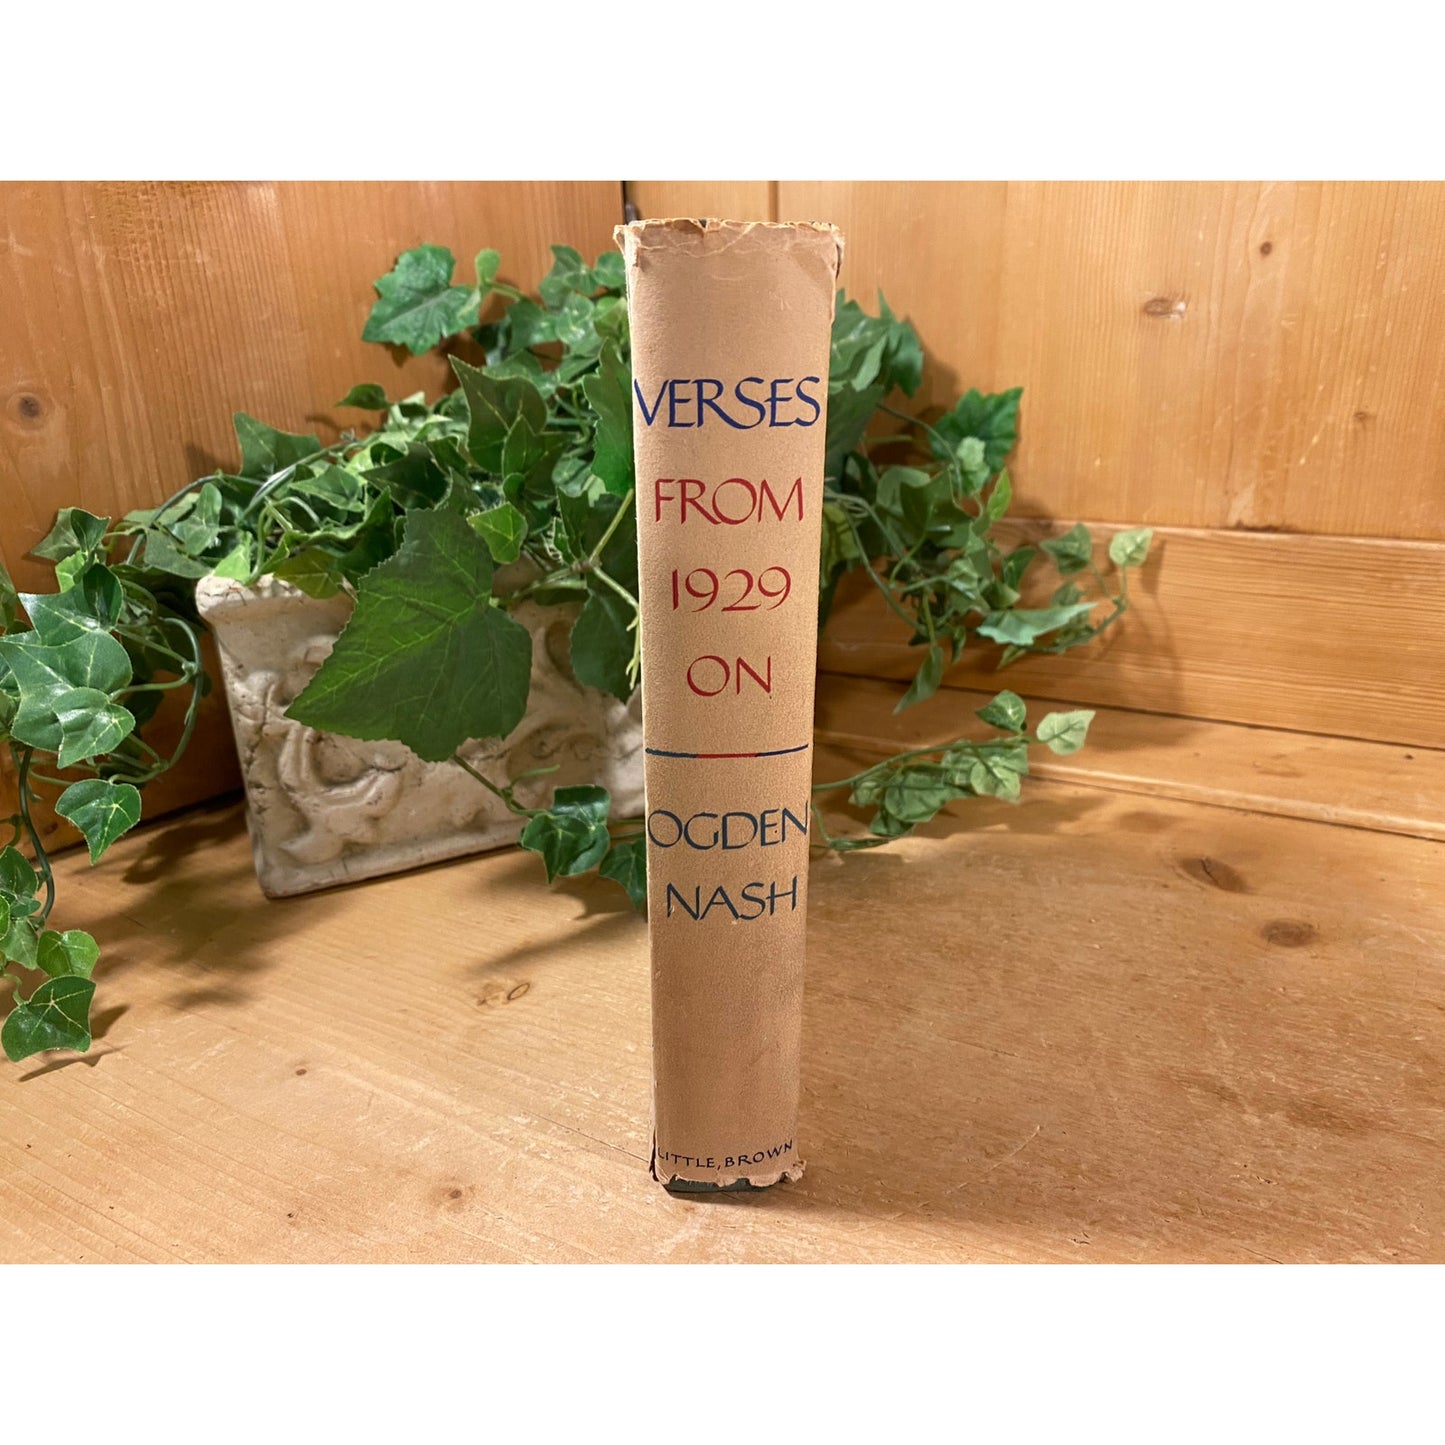 VERSES
FROM
1929
ON
OGDEN
NASH
LITTLE, BROWN